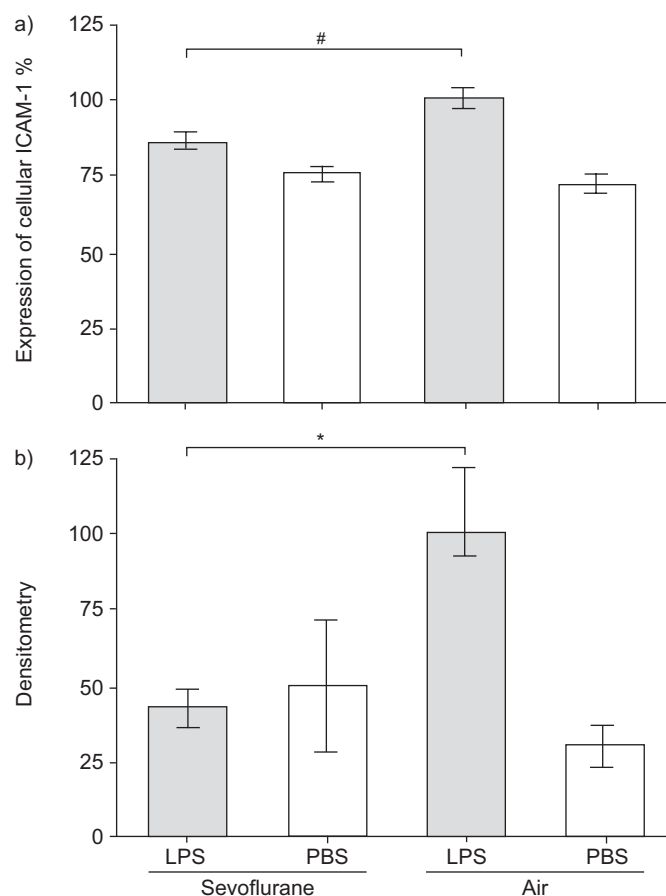 a)
125
100
75
50
25
0
Expression of cellular ICAM-1 %
#
b)
125
100
75
50
25
0
Densitometry
*
LPS PBS LPS PBS
Sevoflurane Air